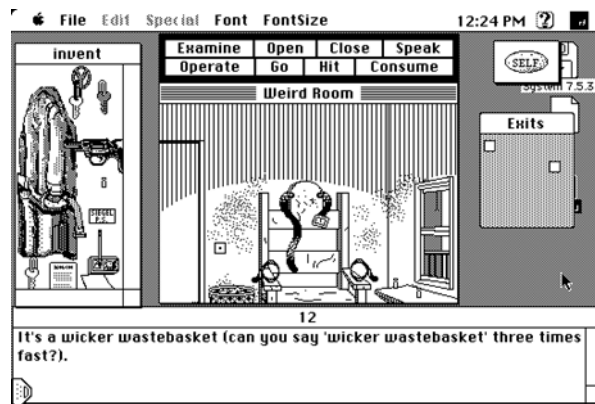 File Edit Special Font FontSize 12:24 PM
invent
Examine Open Close Speak
Operate Go Hit Consume
SELF
System 7.5.3
Weird Room
Exits
SIEGEL
P.S.
12
It's a wicker wastebasket (can you say 'wicker wastebasket' three times
fast?).